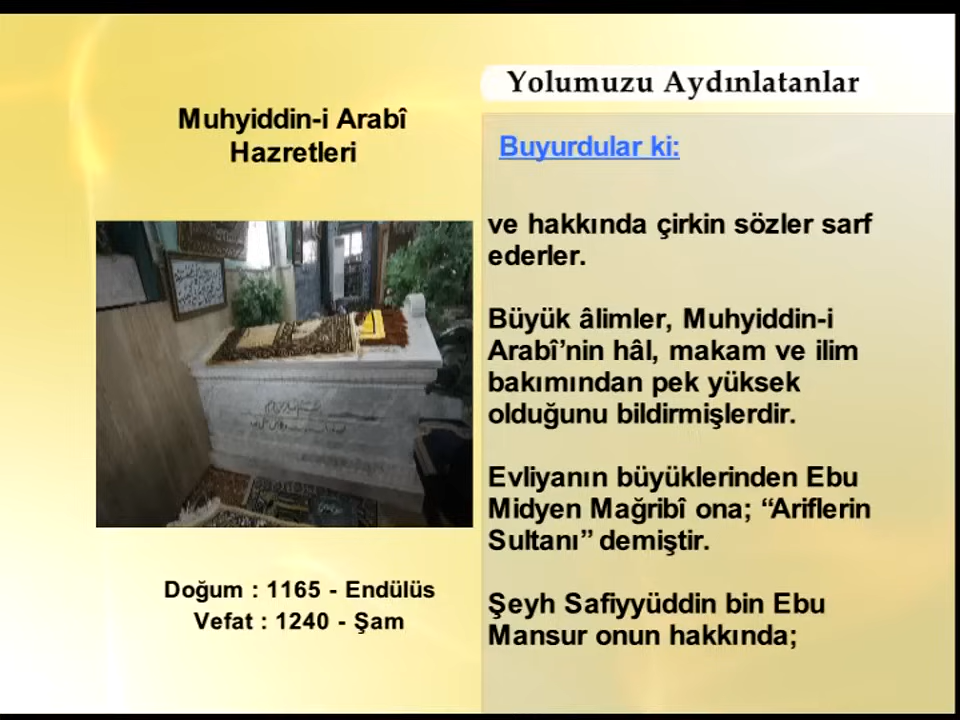 Yolumuzu Aydınlatanlar
Muhyiddin-i Arabî
Hazretleri
Doğum : 1165 - Endülüs
Vefat : 1240 - Şam
Buyurdular ki:
ve hakkında çirkin sözler sarf
ederler.
Büyük âlimler, Muhyiddin-i
Arabî’nin hâl, makam ve ilim
bakımından pek yüksek
olduğunu bildirmişlerdir.
Evliyanın büyüklerinden Ebu
Midyen Mağribî ona; “Ariflerin
Sultanı” demiştir.
Şeyh Safiyyüddin bin Ebu
Mansur onun hakkında;